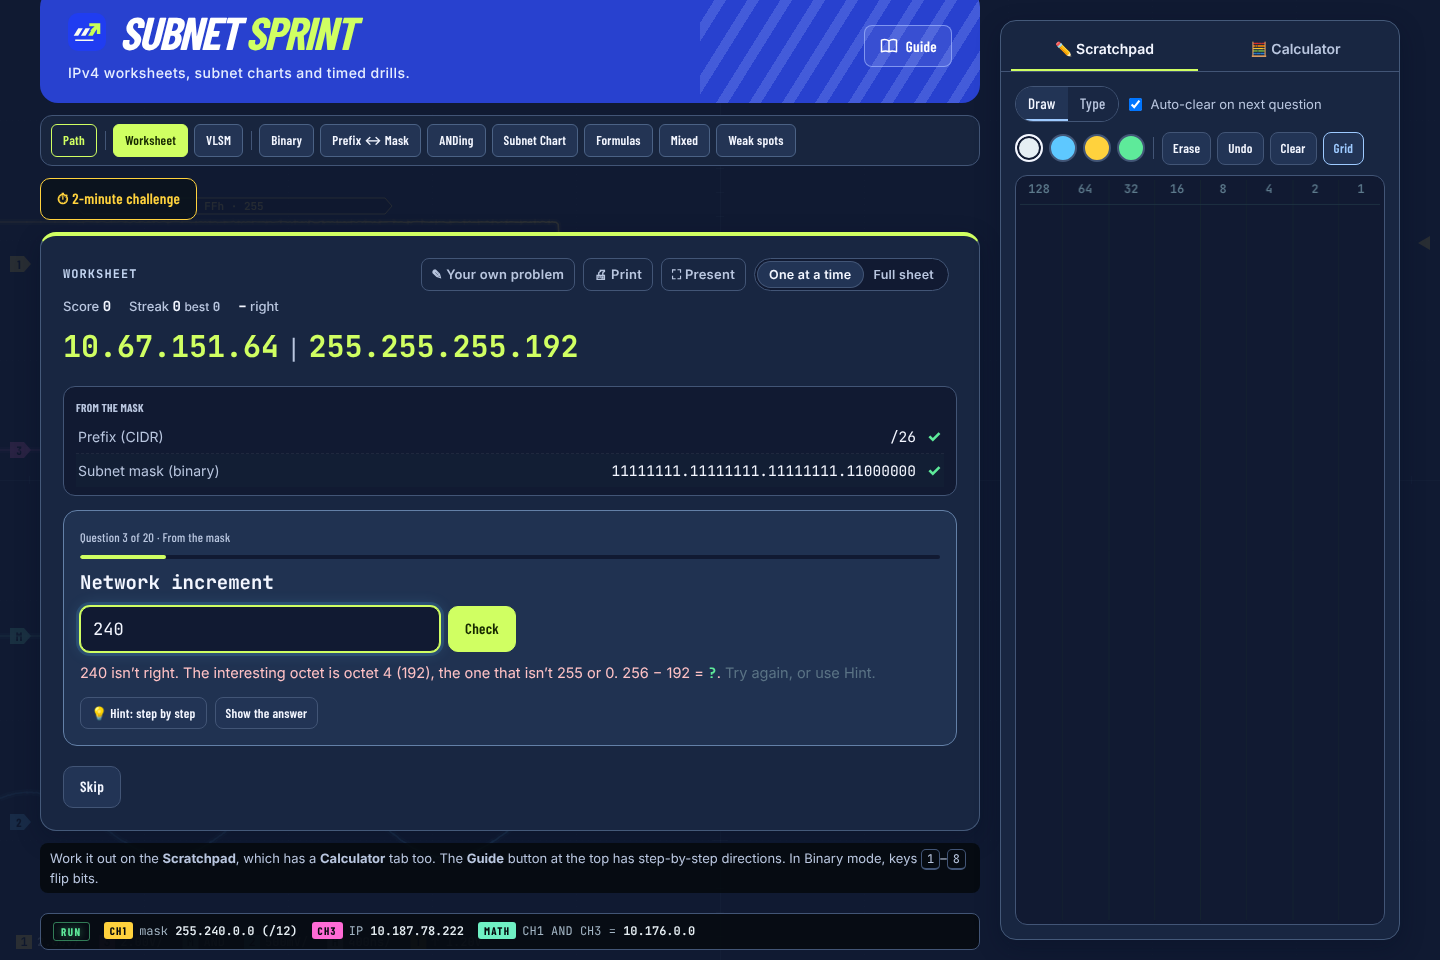 SUBNET SPRINT
IPv4 worksheets, subnet charts and timed drills.
Guide
Path
Worksheet
VLSM
Binary
Prefix ↔ Mask
ANDing
Subnet Chart
Formulas
Mixed
Weak spots
⏱ 2-minute challenge
FFh · 255
WORKSHEET
✎ Your own problem
🖨 Print
⛶ Present
One at a time
Full sheet
Score 0 Streak 0 best 0 – right
10.67.151.64 | 255.255.255.192
FROM THE MASK
Prefix (CIDR) /26 ✓
Subnet mask (binary) 11111111.11111111.11111111.11000000 ✓
Question 3 of 20 · From the mask
Network increment
240
Check
240 isn’t right. The interesting octet is octet 4 (192), the one that isn’t 255 or 0. 256 − 192 = ?. Try again, or use Hint.
💡 Hint: step by step
Show the answer
Skip
Work it out on the Scratchpad, which has a Calculator tab too. The Guide button at the top has step-by-step directions. In Binary mode, keys 1–8
flip bits.
RUN CH1 mask 255.240.0.0 (/12) CH3 IP 10.187.78.222 MATH CH1 AND CH3 = 10.176.0.0
✏️ Scratchpad
🧮 Calculator
Draw
Type
Auto-clear on next question
Erase
Undo
Clear
Grid
128 64 32 16 8 4 2 1
1
3
M
2
1